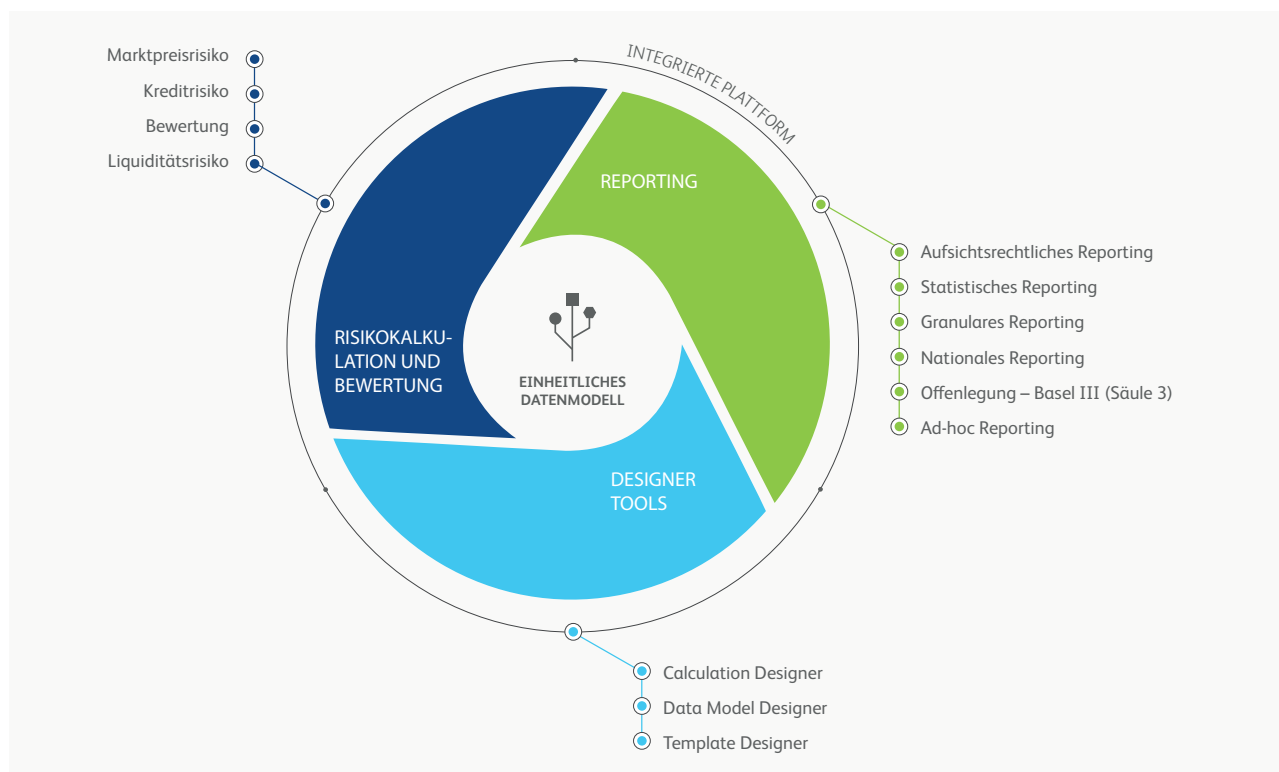 Marktpreisrisiko
Kreditrisiko
Bewertung
Liquiditätsrisiko
INTEGRIERTE PLATTFORM
REPORTING
Aufsichtsrechtliches Reporting
Statistisches Reporting
Granulares Reporting
Nationales Reporting
Offenlegung – Basel III (Säule 3)
Ad-hoc Reporting
RISIKOKALKU-
LATION UND
BEWERTUNG
EINHEITLICHES
DATENMODELL
DESIGNER
TOOLS
Calculation Designer
Data Model Designer
Template Designer